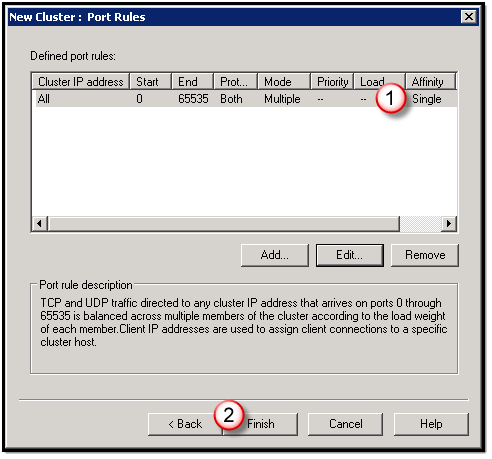 New Cluster : Port Rules
Defined port rules:
Cluster IP address Start End Prot... Mode Priority Load Affinity
All 0 65535 Both Multiple -- -- Single
1
Add... Edit... Remove
Port rule description
TCP and UDP traffic directed to any cluster IP address that arrives on ports 0 through
65535 is balanced across multiple members of the cluster according to the load weight
of each member.Client IP addresses are used to assign client connections to a specific
cluster host.
2
< Back Finish Cancel Help